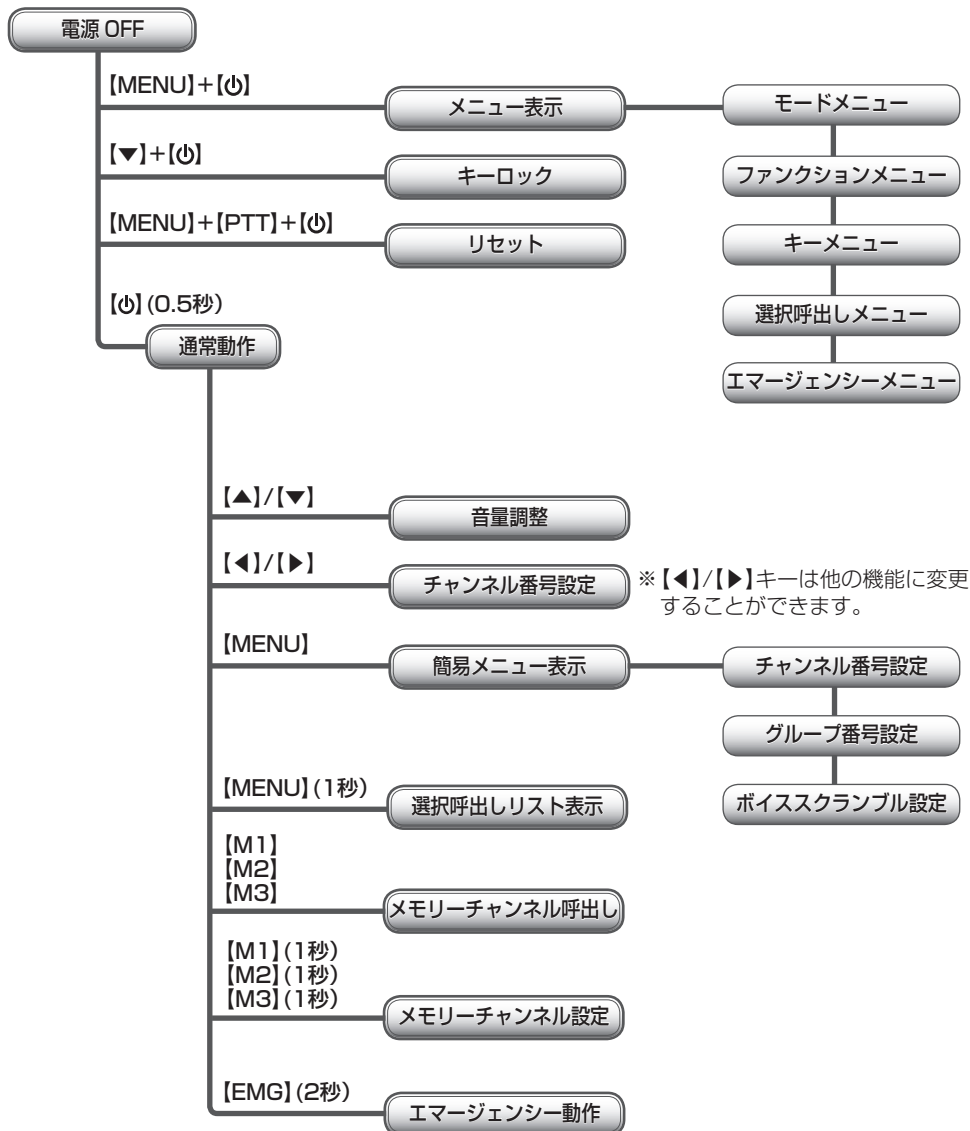 電源 OFF
【MENU】＋【⏻】
メニュー表示
モードメニュー
【▼】＋【⏻】
キーロック
ファンクションメニュー
【MENU】＋【PTT】＋【⏻】
リセット
キーメニュー
【⏻】(0.5秒)
選択呼出しメニュー
通常動作
エマージェンシーメニュー
【▲】/【▼】
音量調整
【◀】/【▶】
チャンネル番号設定
※【◀】/【▶】キーは他の機能に変更
することができます。
【MENU】
簡易メニュー表示
チャンネル番号設定
グループ番号設定
【MENU】(1秒)
選択呼出しリスト表示
ボイススクランブル設定
【M1】
【M2】
【M3】
メモリーチャンネル呼出し
【M1】(1秒)
【M2】(1秒)
【M3】(1秒)
メモリーチャンネル設定
【EMG】(2秒)
エマージェンシー動作